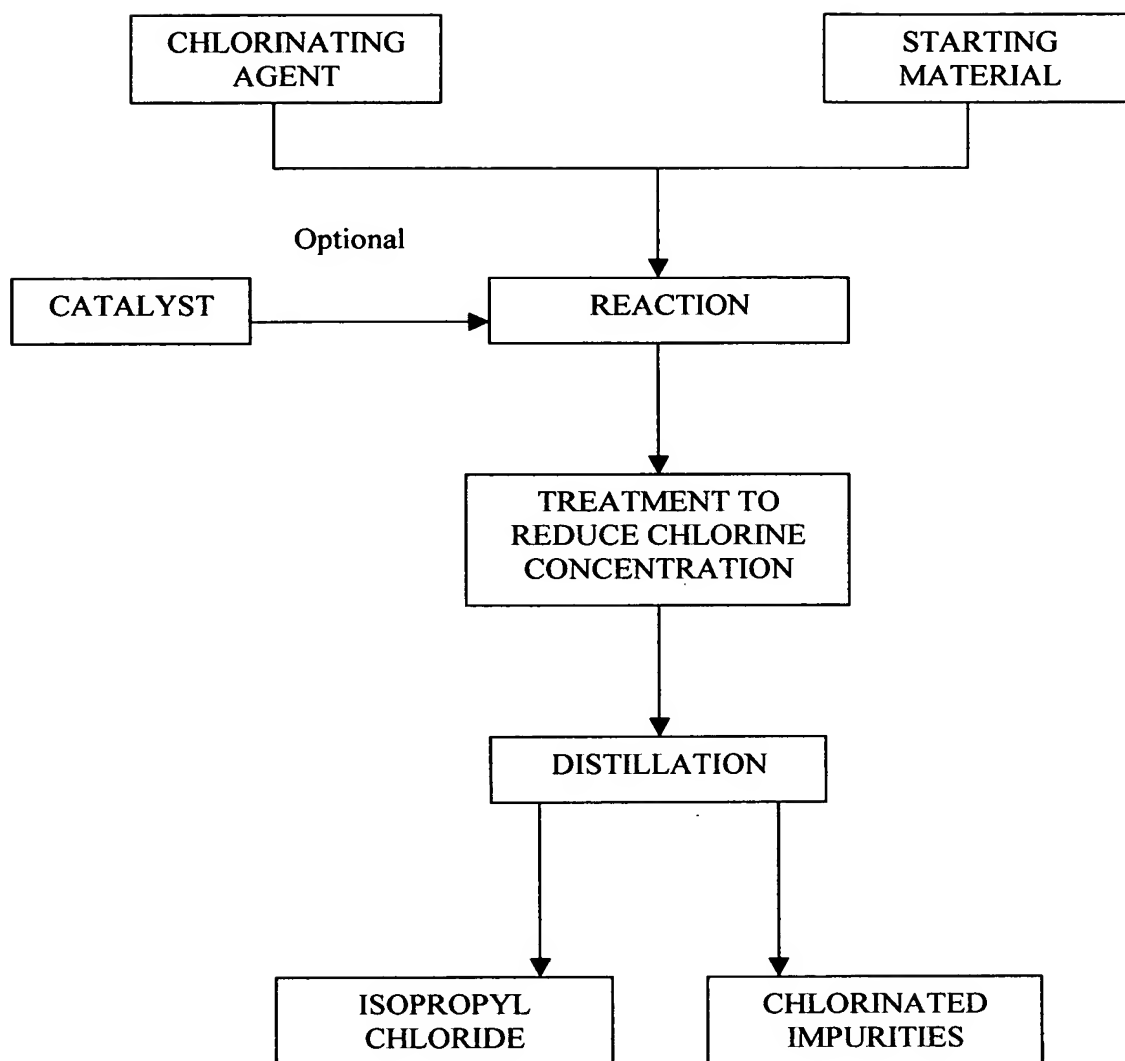 CHLORINATING
AGENT
STARTING
MATERIAL
Optional
CATALYST
REACTION
TREATMENT TO
REDUCE CHLORINE
CONCENTRATION
DISTILLATION
ISOPROPYL
CHLORIDE
CHLORINATED
IMPURITIES